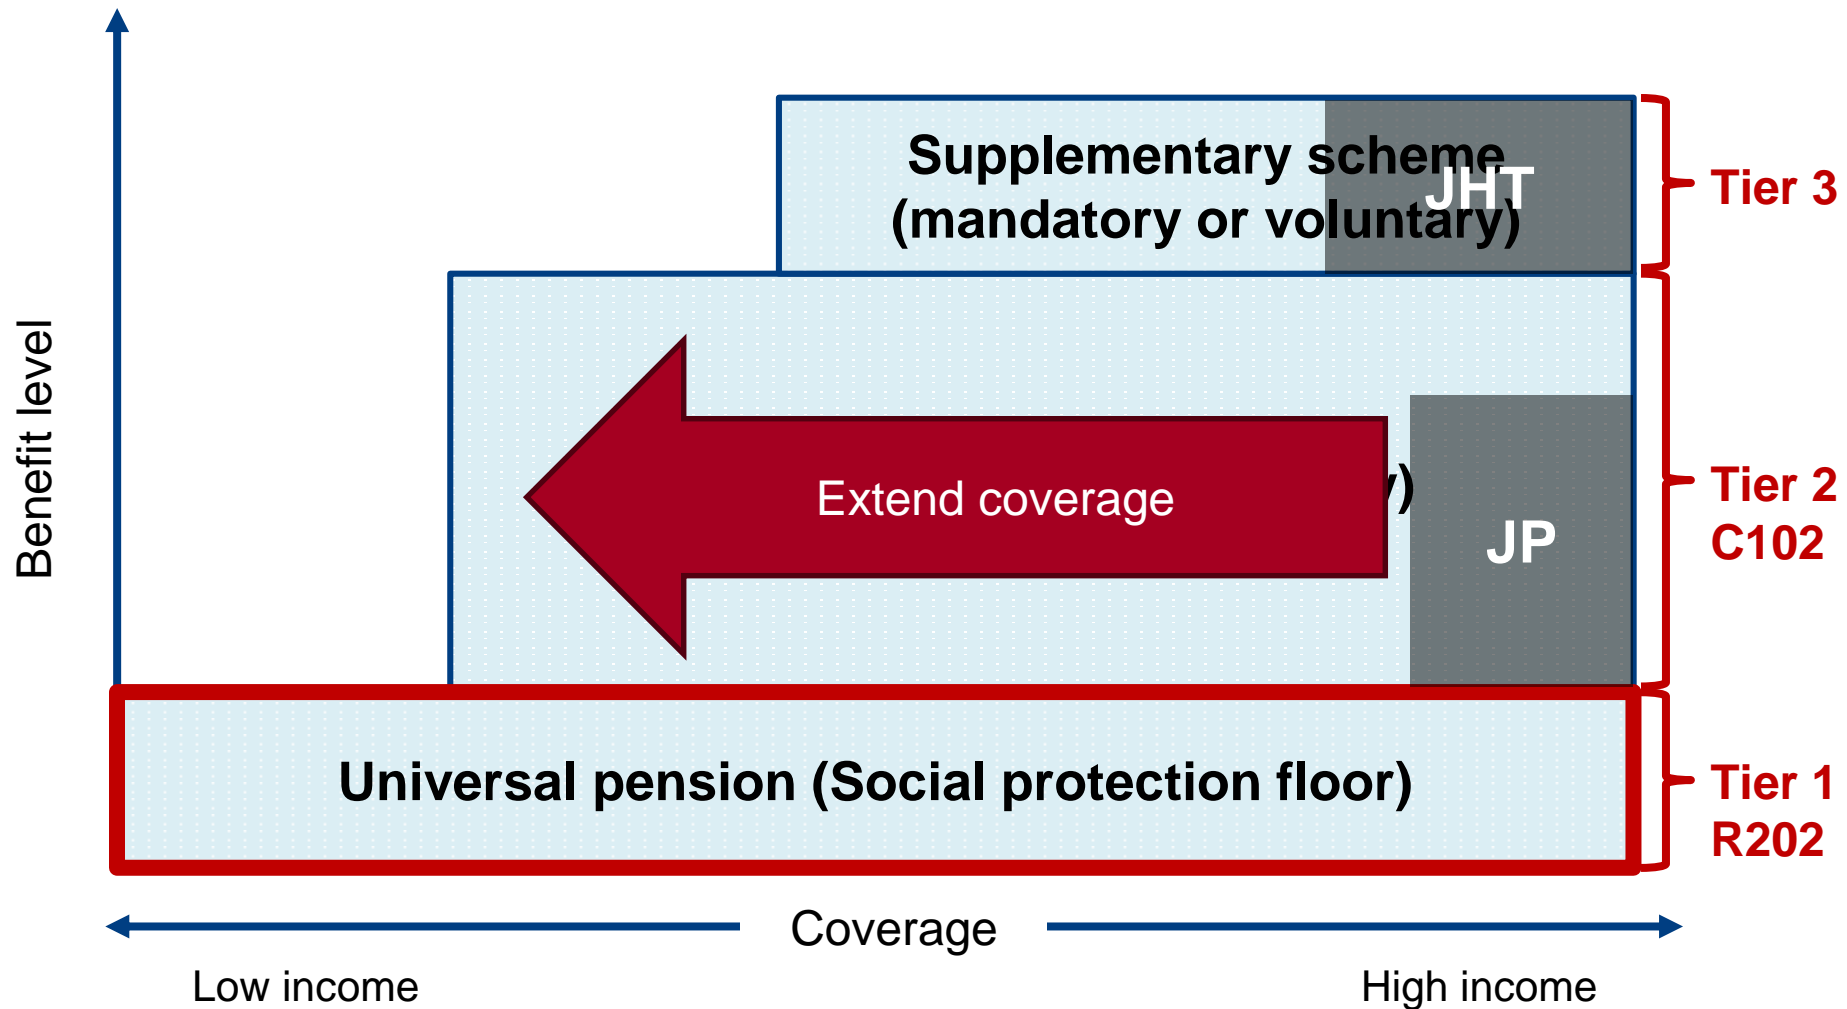 Benefit level
Supplementary scheme
(mandatory or voluntary)
JHT
Tier 3
Extend coverage
JP
Tier 2
C102
Universal pension (Social protection floor)
Tier 1
R202
Coverage
Low income
High income